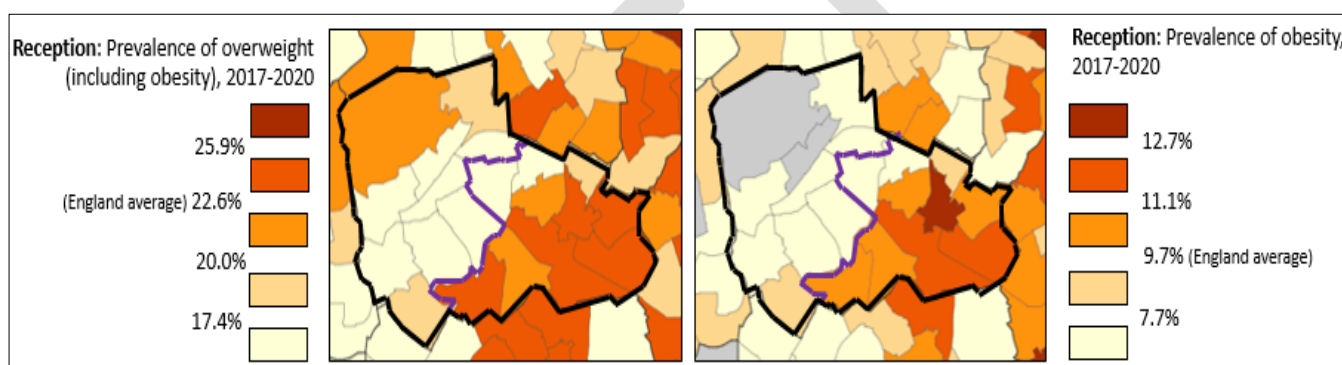 Reception: Prevalence of overweight
(including obesity), 2017-2020
25.9%
(England average) 22.6%
20.0%
17.4%
Reception: Prevalence of obesity,
2017-2020
12.7%
11.1%
9.7% (England average)
7.7%